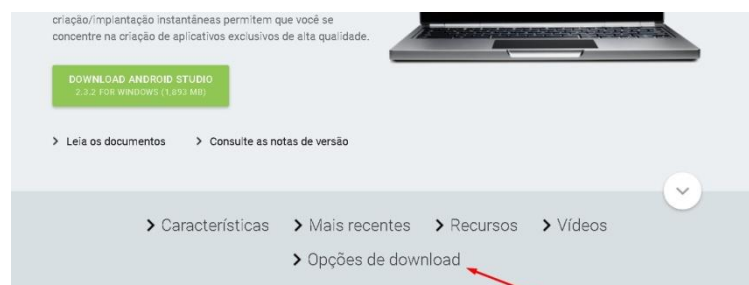 criação/implantação instantâneas permitem que você se
concentre na criação de aplicativos exclusivos de alta qualidade.
DOWNLOAD ANDROID STUDIO
2.3.2 FOR WINDOWS (1,893 MB)
> Leia os documentos > Consulte as notas de versão
> Características > Mais recentes > Recursos > Vídeos
> Opções de download